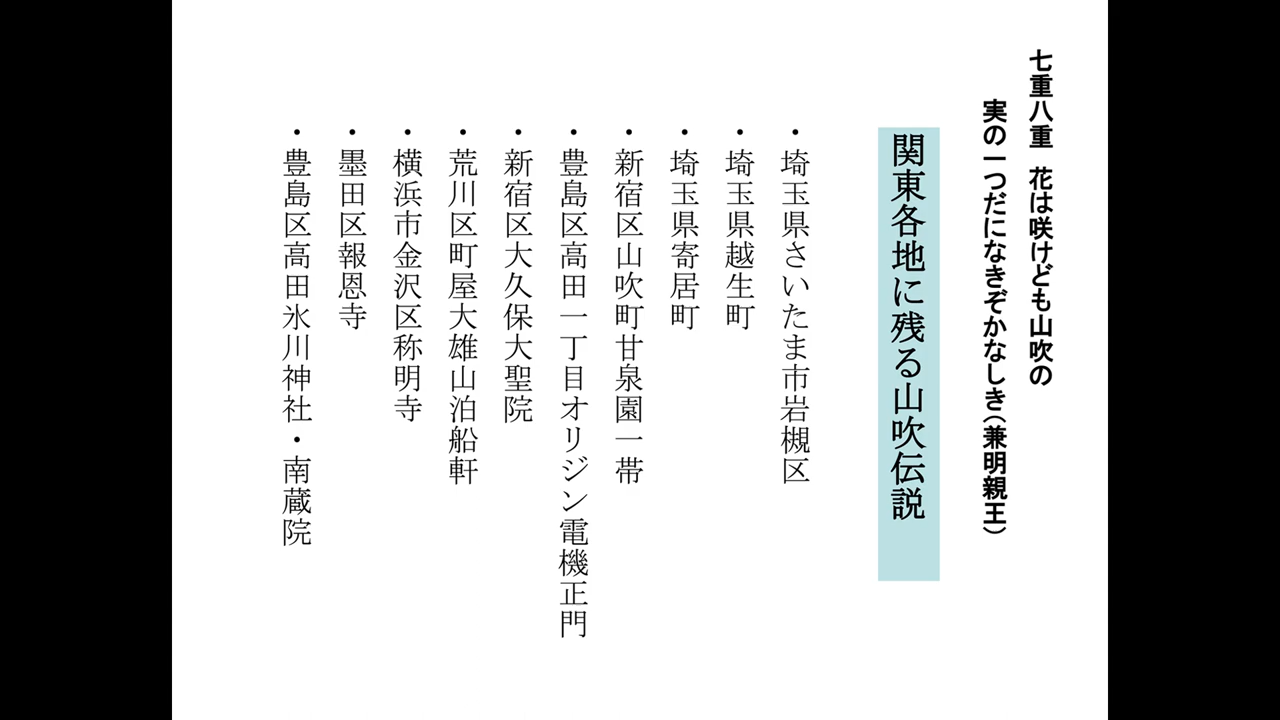 七重八重 花は咲けども山吹の
実の一つだになきぞかなしき(兼明親王)
関東各地に残る山吹伝説
・埼玉県さいたま市岩槻区
・埼玉県越生町
・埼玉県寄居町
・新宿区山吹町甘泉園一帯
・豊島区高田一丁目オリジン電機正門
・新宿区大久保大聖院
・荒川区町屋大雄山泊船軒
・横浜市金沢区称明寺
・墨田区報恩寺
・豊島区高田氷川神社・南蔵院